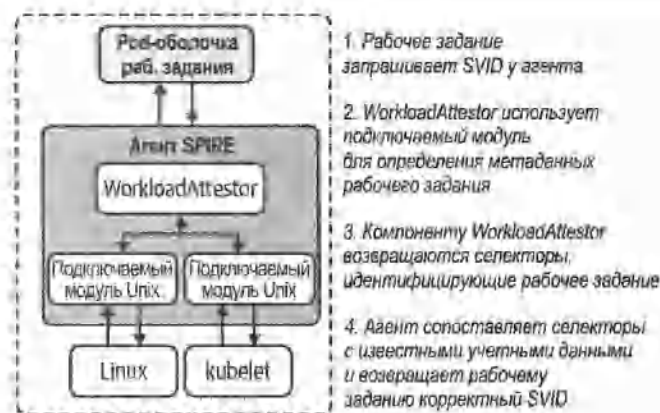 Pod-оболочка
раб. задания
Агент SPIRE
WorkloadAttestor
Подключаемый
модуль Unix
Подключаемый
модуль Unix
Linux
kubelet
1. Рабочее задание
запрашивает SVID у агента
2. WorkloadAttestor использует
подключаемый модуль
для определения метаданных
рабочего задания
3. Компоненту WorkloadAttestor
возвращаются селекторы,
идентифицирующие рабочее задание
4. Агент сопоставляет селекторы
с известными учетными данными
и возвращает рабочему
заданию корректный SVID